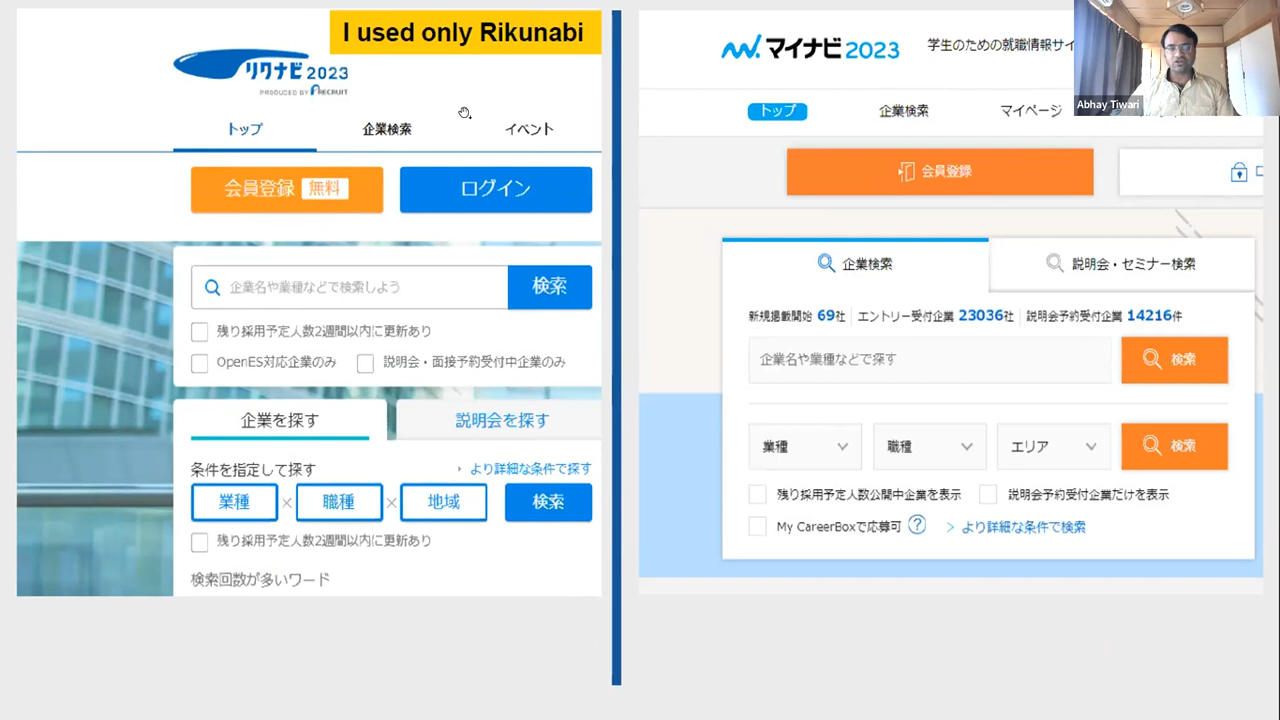 I used only Rikunabi
リクナビ2023
PRODUCED BY RECRUIT
トップ 企業検索 イベント
会員登録 無料 ログイン
企業名や業種などで検索しよう 検索
残り採用予定人数2週間以内に更新あり
OpenES対応企業のみ 説明会・面接予約受付中企業のみ
企業を探す 説明会を探す
条件を指定して探す より詳細な条件で探す
業種 × 職種 × 地域 検索
残り採用予定人数2週間以内に更新あり
検索回数が多いワード
マイナビ2023 学生のための就職情報サイ
トップ 企業検索 マイページ
会員登録
企業検索 説明会・セミナー検索
新規掲載開始 69社 エントリー受付企業 23036社 説明会予約受付企業 14216件
企業名や業種などで探す 検索
業種 職種 エリア 検索
残り採用予定人数公開中企業を表示 説明会予約受付企業だけを表示
My CareerBoxで応募可 ? > より詳細な条件で検索
Abhay Tiwari